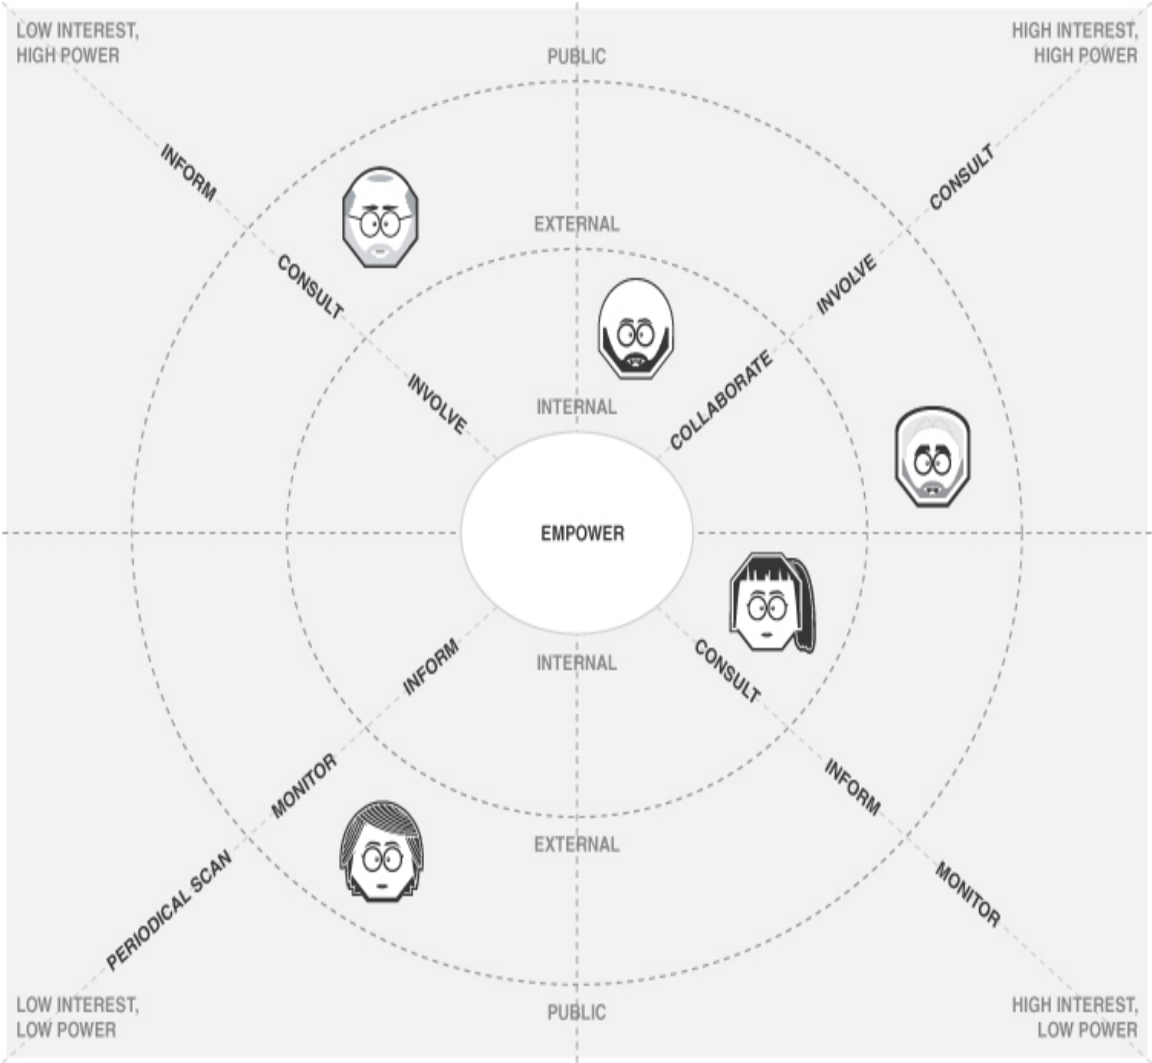 LOW INTEREST,
HIGH POWER
HIGH INTEREST,
HIGH POWER
PUBLIC
INFORM
CONSULT
EXTERNAL
CONSULT
INVOLVE
INVOLVE
COLLABORATE
INTERNAL
EMPOWER
INTERNAL
INFORM
CONSULT
MONITOR
INFORM
EXTERNAL
PERIODICAL SCAN
MONITOR
LOW INTEREST,
LOW POWER
PUBLIC
HIGH INTEREST,
LOW POWER